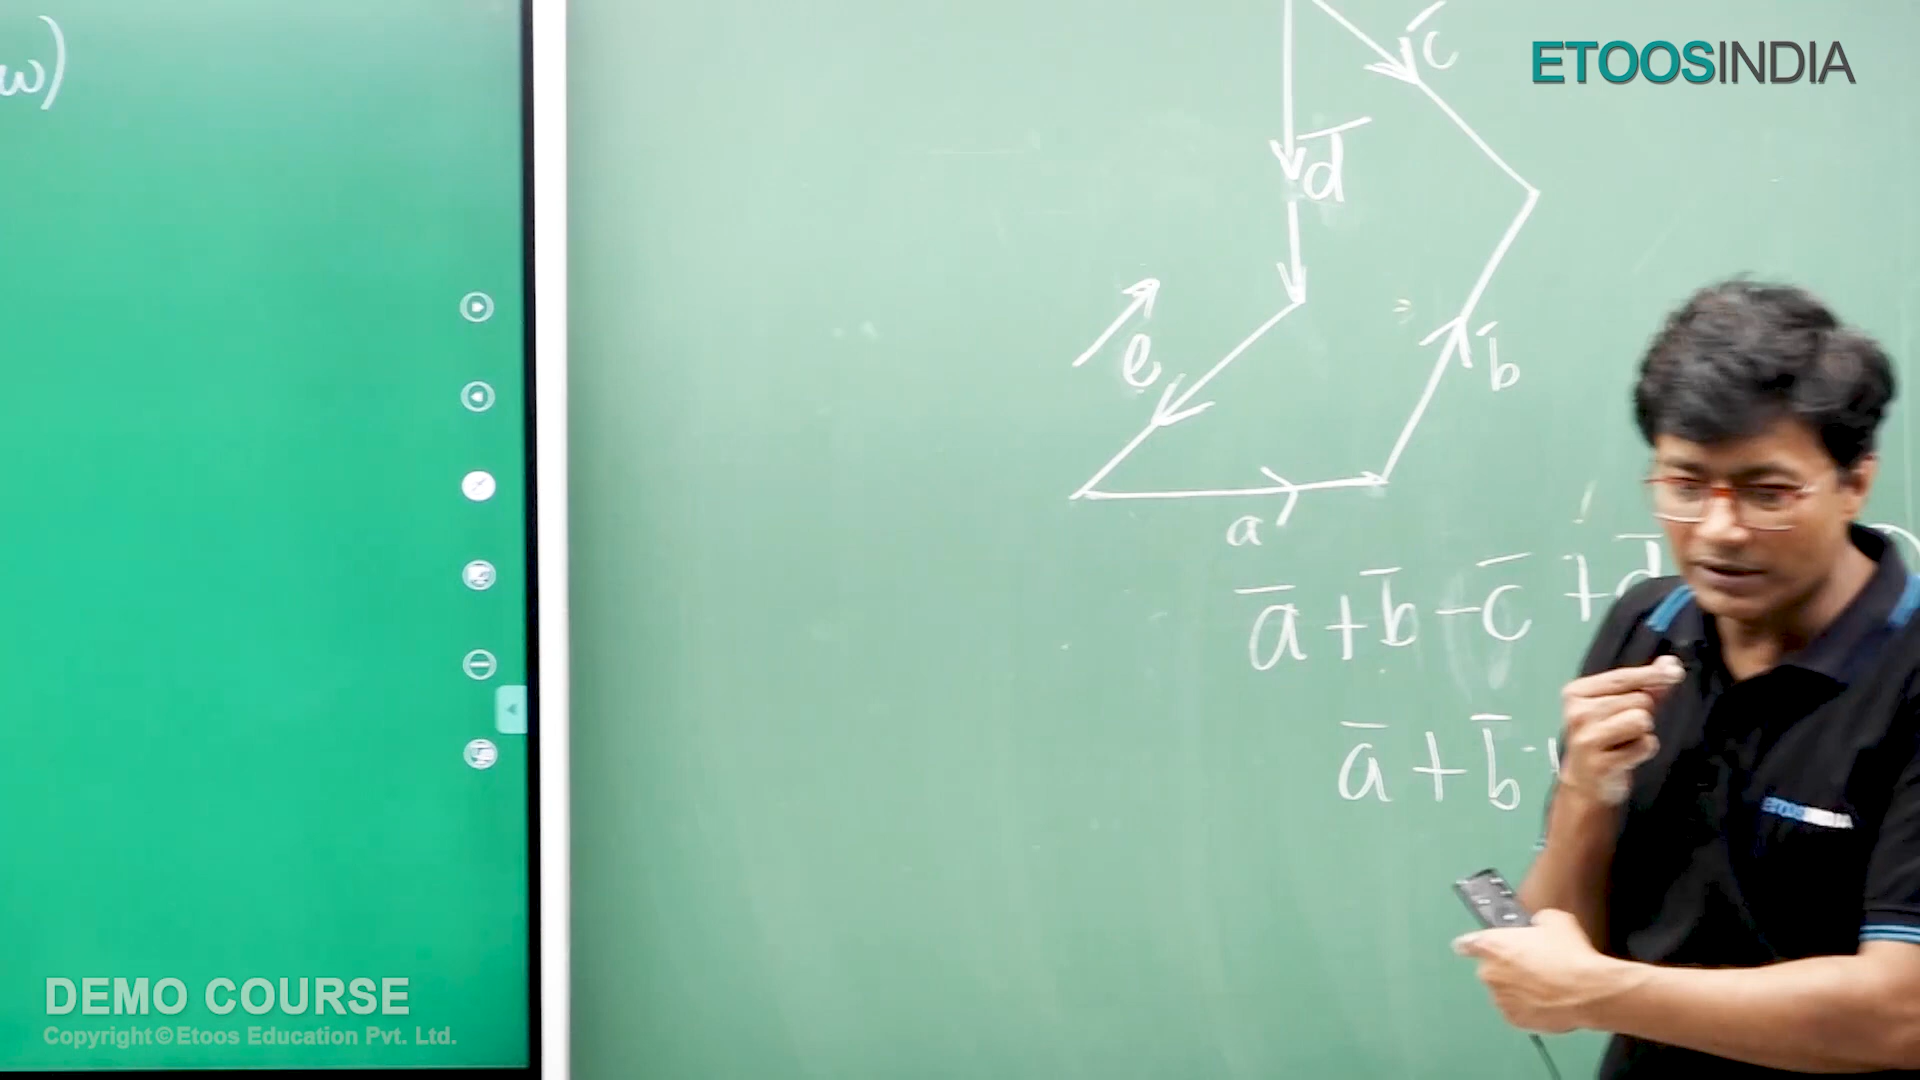 w)
ETOOSINDIA
c̅
d̅
e
b̅
a
a̅ + b̅ - c̅ + d̅
a̅ + b̅
ETOOSINDIA
DEMO COURSE
Copyright © Etoos Education Pvt. Ltd.